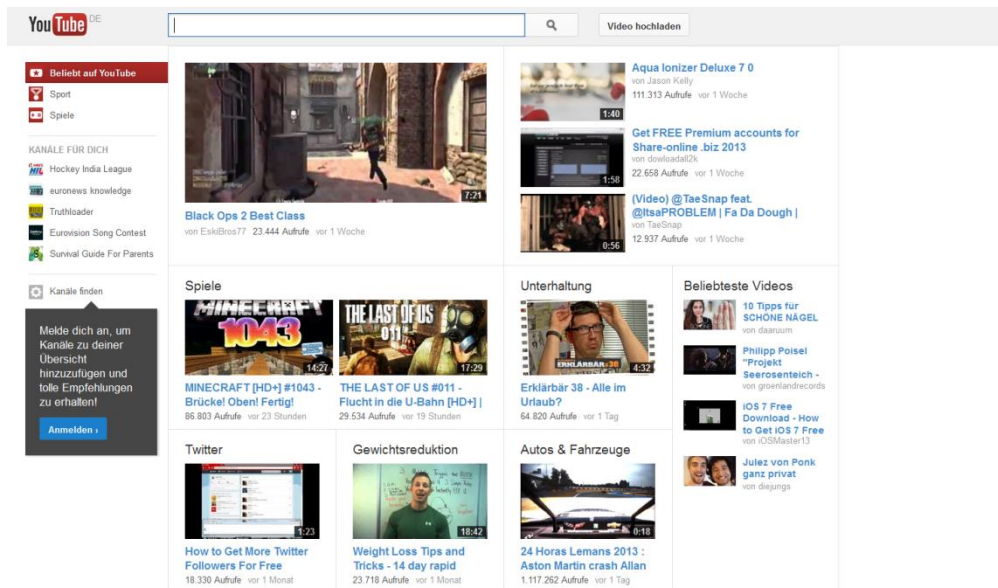 YouTube DE
Video hochladen
Beliebt auf YouTube
Sport
Spiele
KANÄLE FÜR DICH
Hockey India League
euronews knowledge
Truthloader
Eurovision Song Contest
Survival Guide For Parents
Kanäle finden
Melde dich an, um
Kanäle zu deiner
Übersicht
hinzuzufügen und
tolle Empfehlungen
zu erhalten!
Anmelden ›
7:21
Black Ops 2 Best Class
von EskiBros77 23.444 Aufrufe vor 1 Woche
1:40
Aqua Ionizer Deluxe 7 0
von Jason Kelly
111.313 Aufrufe vor 1 Woche
1:58
Get FREE Premium accounts for
Share-online .biz 2013
von dowloadall2k
22.658 Aufrufe vor 1 Woche
0:56
(Video) @TaeSnap feat.
@ItsaPROBLEM | Fa Da Dough |
von TaeSnap
12.937 Aufrufe vor 1 Woche
Spiele
MINECRAFT
1043
14:27
MINECRAFT [HD+] #1043 -
Brücke! Oben! Fertig!
86.803 Aufrufe vor 23 Stunden
THE LAST OF US
011
17:29
THE LAST OF US #011 -
Flucht in die U-Bahn [HD+] |
29.534 Aufrufe vor 19 Stunden
Unterhaltung
ERKLÄRBÄR #38
4:32
Erklärbär 38 - Alle im
Urlaub?
64.820 Aufrufe vor 1 Tag
Beliebteste Videos
10 Tipps für
SCHÖNE NÄGEL
von daaruum
Philipp Poisel
"Projekt
Seerosenteich -
von groenlandrecords
iOS 7 Free
Download - How
to Get iOS 7 Free
von iOSMaster13
Julez von Ponk
ganz privat
von diejungs
Twitter
1:23
How to Get More Twitter
Followers For Free
18.330 Aufrufe vor 1 Monat
Gewichtsreduktion
18:42
Weight Loss Tips and
Tricks - 14 day rapid
23.718 Aufrufe vor 1 Monat
Autos & Fahrzeuge
0:18
24 Horas Lemans 2013 :
Aston Martin crash Allan
1.117.262 Aufrufe vor 1 Tag